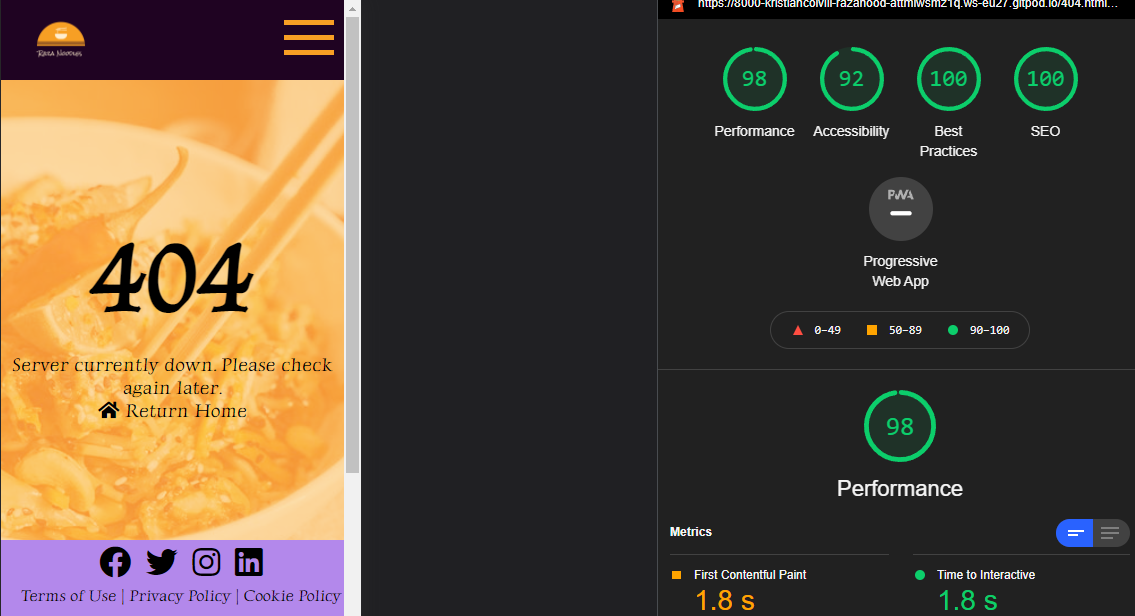 Raza Noodles
404
Server currently down. Please check
again later.
Return Home
Terms of Use | Privacy Policy | Cookie Policy
https://8000-kristiancolvill-razanood-attmiwsmz1q.ws-eu27.gitpod.io/404.html...
98
92
100
100
Performance
Accessibility
Best
Practices
SEO
PWA
Progressive
Web App
0–49
50–89
90–100
98
Performance
Metrics
First Contentful Paint
1.8 s
Time to Interactive
1.8 s